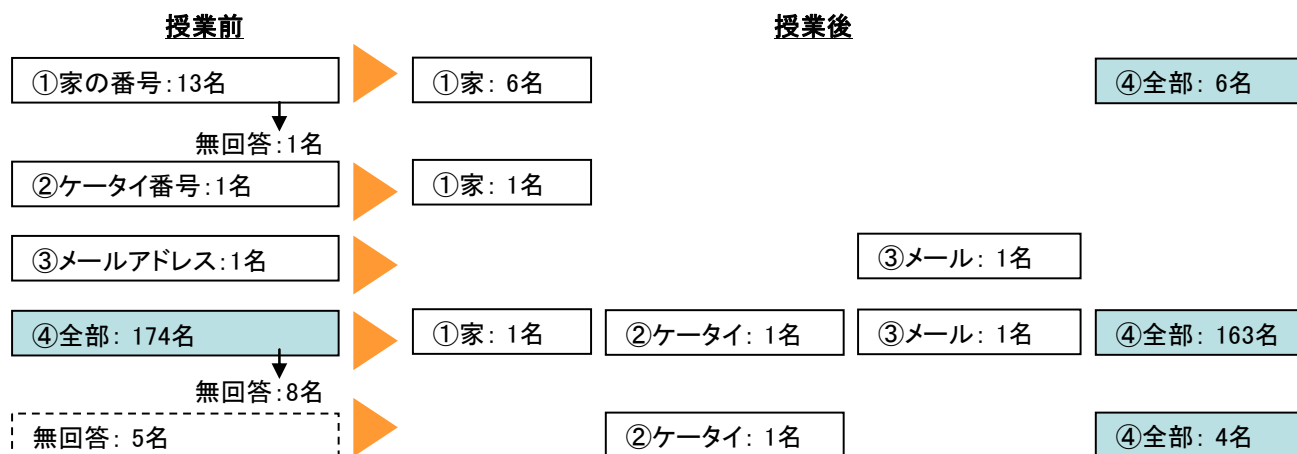 授業前 授業後
①家の番号：13名 ①家： 6名 ④全部： 6名
無回答：1名
②ケータイ番号：1名 ①家： 1名
③メールアドレス：1名 ③メール： 1名
④全部： 174名 ①家： 1名 ②ケータイ： 1名 ③メール： 1名 ④全部： 163名
無回答：8名
無回答： 5名 ②ケータイ： 1名 ④全部： 4名